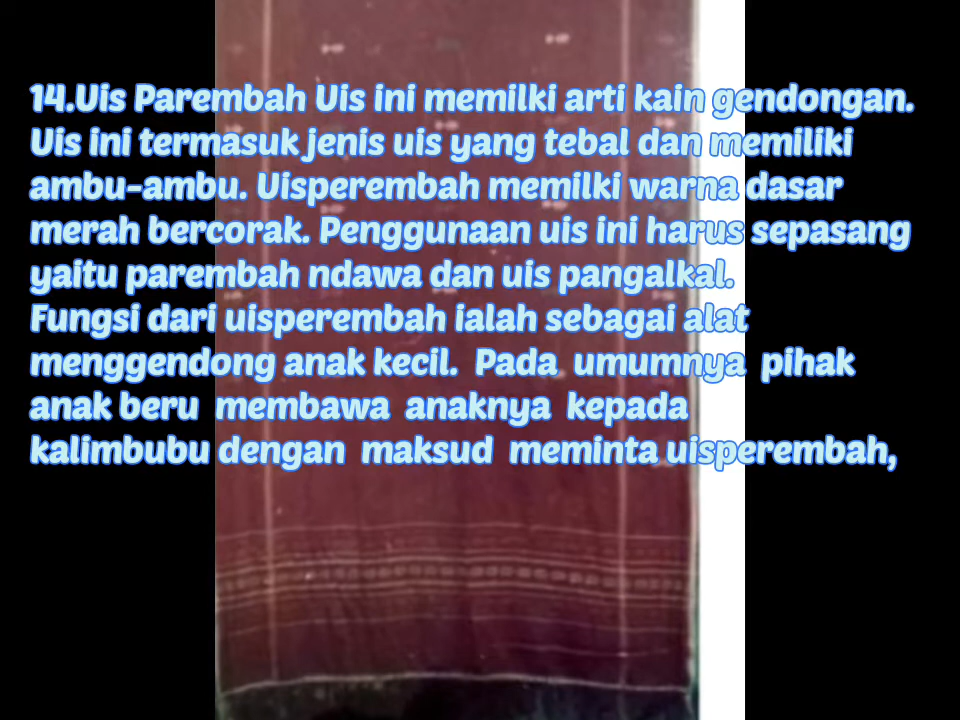 14.Uis Parembah Uis ini memilki arti kain gendongan.
Uis ini termasuk jenis uis yang tebal dan memiliki
ambu-ambu. Uisperembah memilki warna dasar
merah bercorak. Penggunaan uis ini harus sepasang
yaitu parembah ndawa dan uis pangalkal.
Fungsi dari uisperembah ialah sebagai alat
menggendong anak kecil. Pada umumnya pihak
anak beru membawa anaknya kepada
kalimbubu dengan maksud meminta uisperembah,